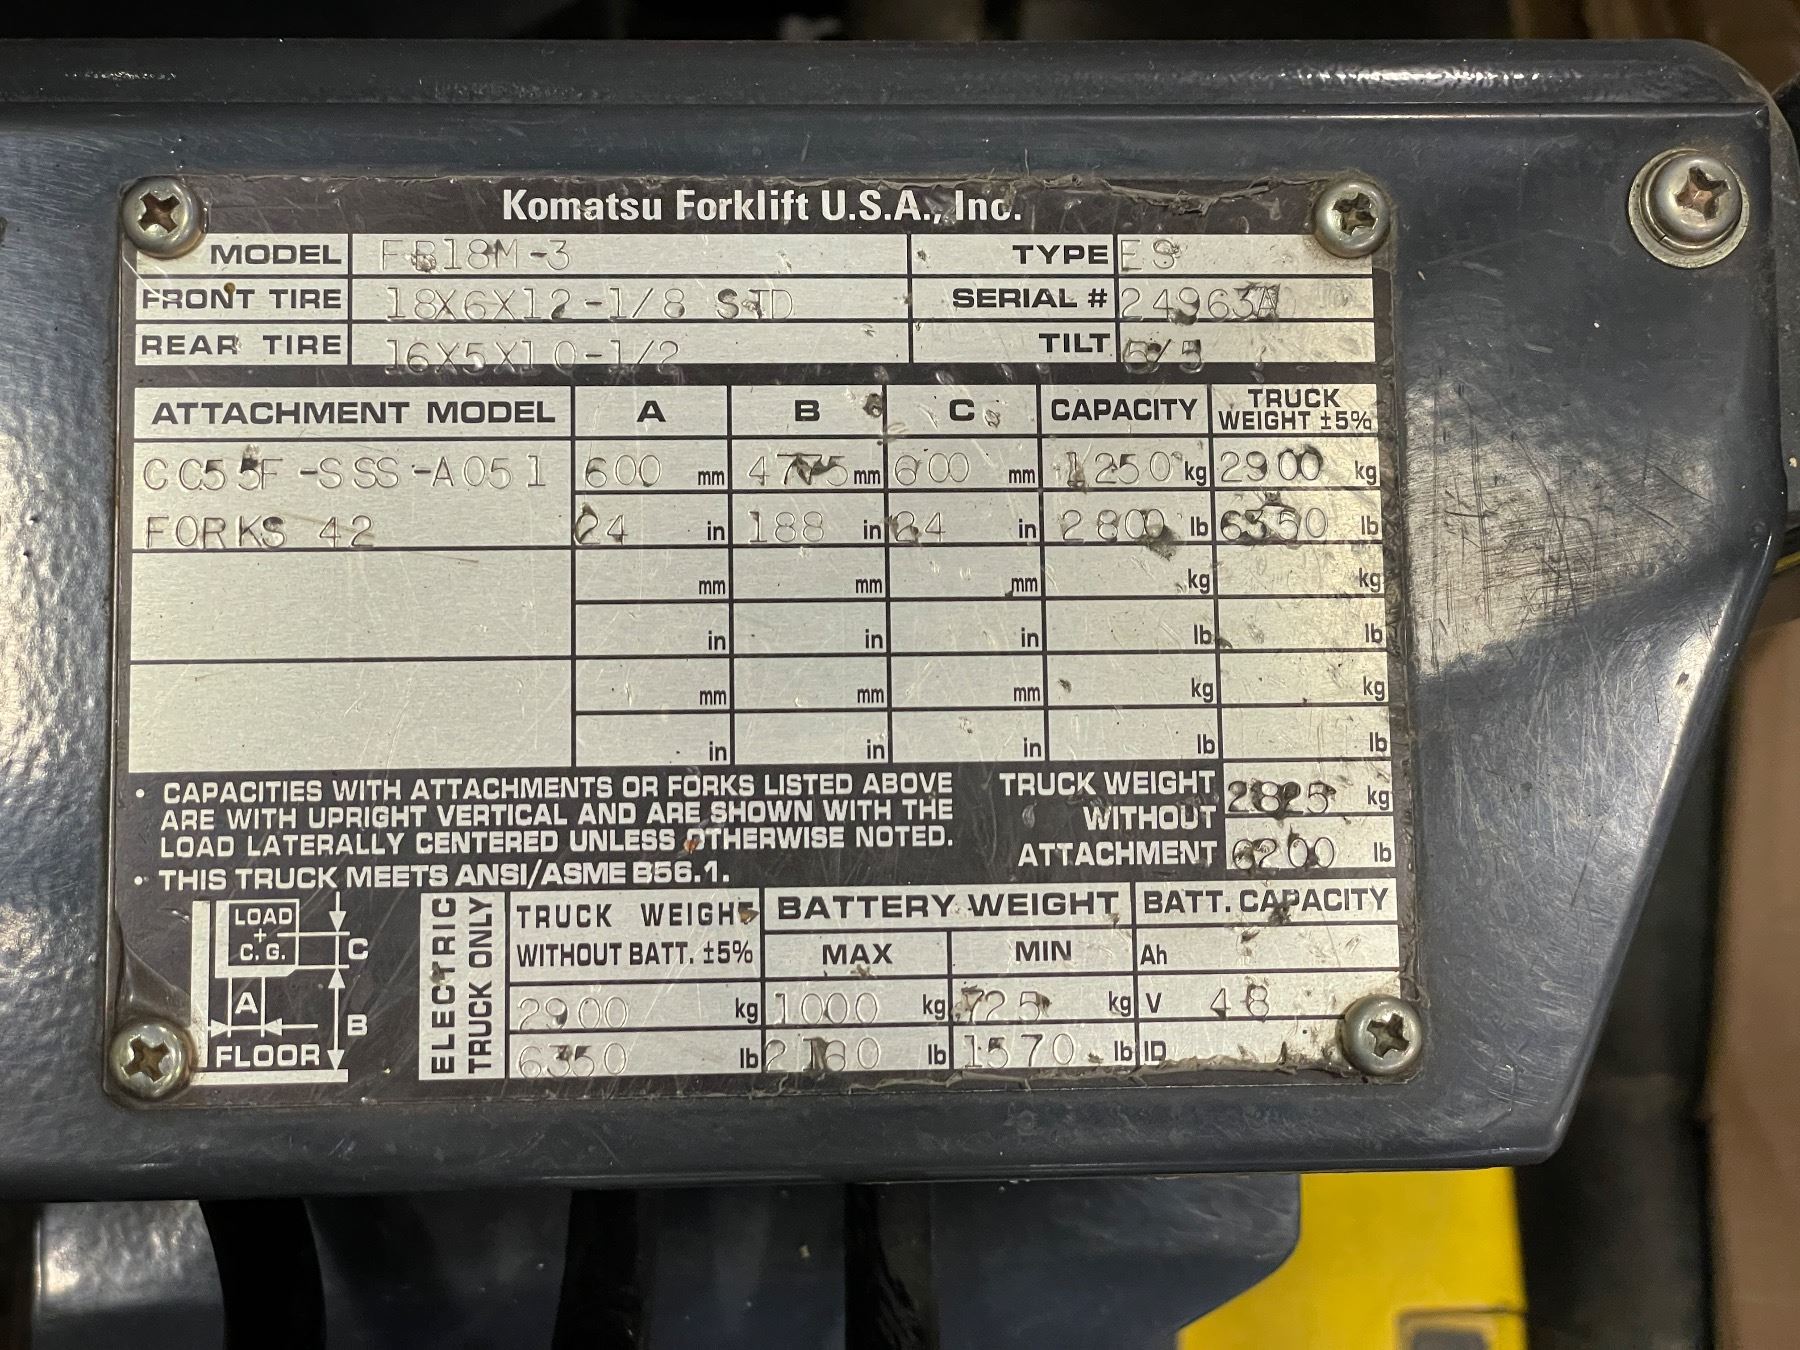 Komatsu Forklift U.S.A., Inc.
MODEL FB18M-3 TYPE ES
FRONT TIRE 18X6X12-1/8 STD SERIAL # 24963A
REAR TIRE 16X5X10-1/2 TILT 5/5
ATTACHMENT MODEL A B C CAPACITY TRUCK WEIGHT ±5%
CC55F-SSS-A051 600 mm 4775 mm 600 mm 1250 kg 2900 kg
FORKS 42 24 in 188 in 24 in 2800 lb 6350 lb
mm mm mm kg kg
in in in lb lb
mm mm mm kg kg
in in in lb lb
• CAPACITIES WITH ATTACHMENTS OR FORKS LISTED ABOVE
ARE WITH UPRIGHT VERTICAL AND ARE SHOWN WITH THE
LOAD LATERALLY CENTERED UNLESS OTHERWISE NOTED.
• THIS TRUCK MEETS ANSI/ASME B56.1.
TRUCK WEIGHT WITHOUT ATTACHMENT
2825 kg
6200 lb
LOAD
C.G.
C
A
B
FLOOR
ELECTRIC TRUCK ONLY
TRUCK WEIGHT BATTERY WEIGHT BATT. CAPACITY
WITHOUT BATT. ±5% MAX MIN Ah
2900 kg 1000 kg 725 kg V 48
6350 lb 2180 lb 1570 lb ID